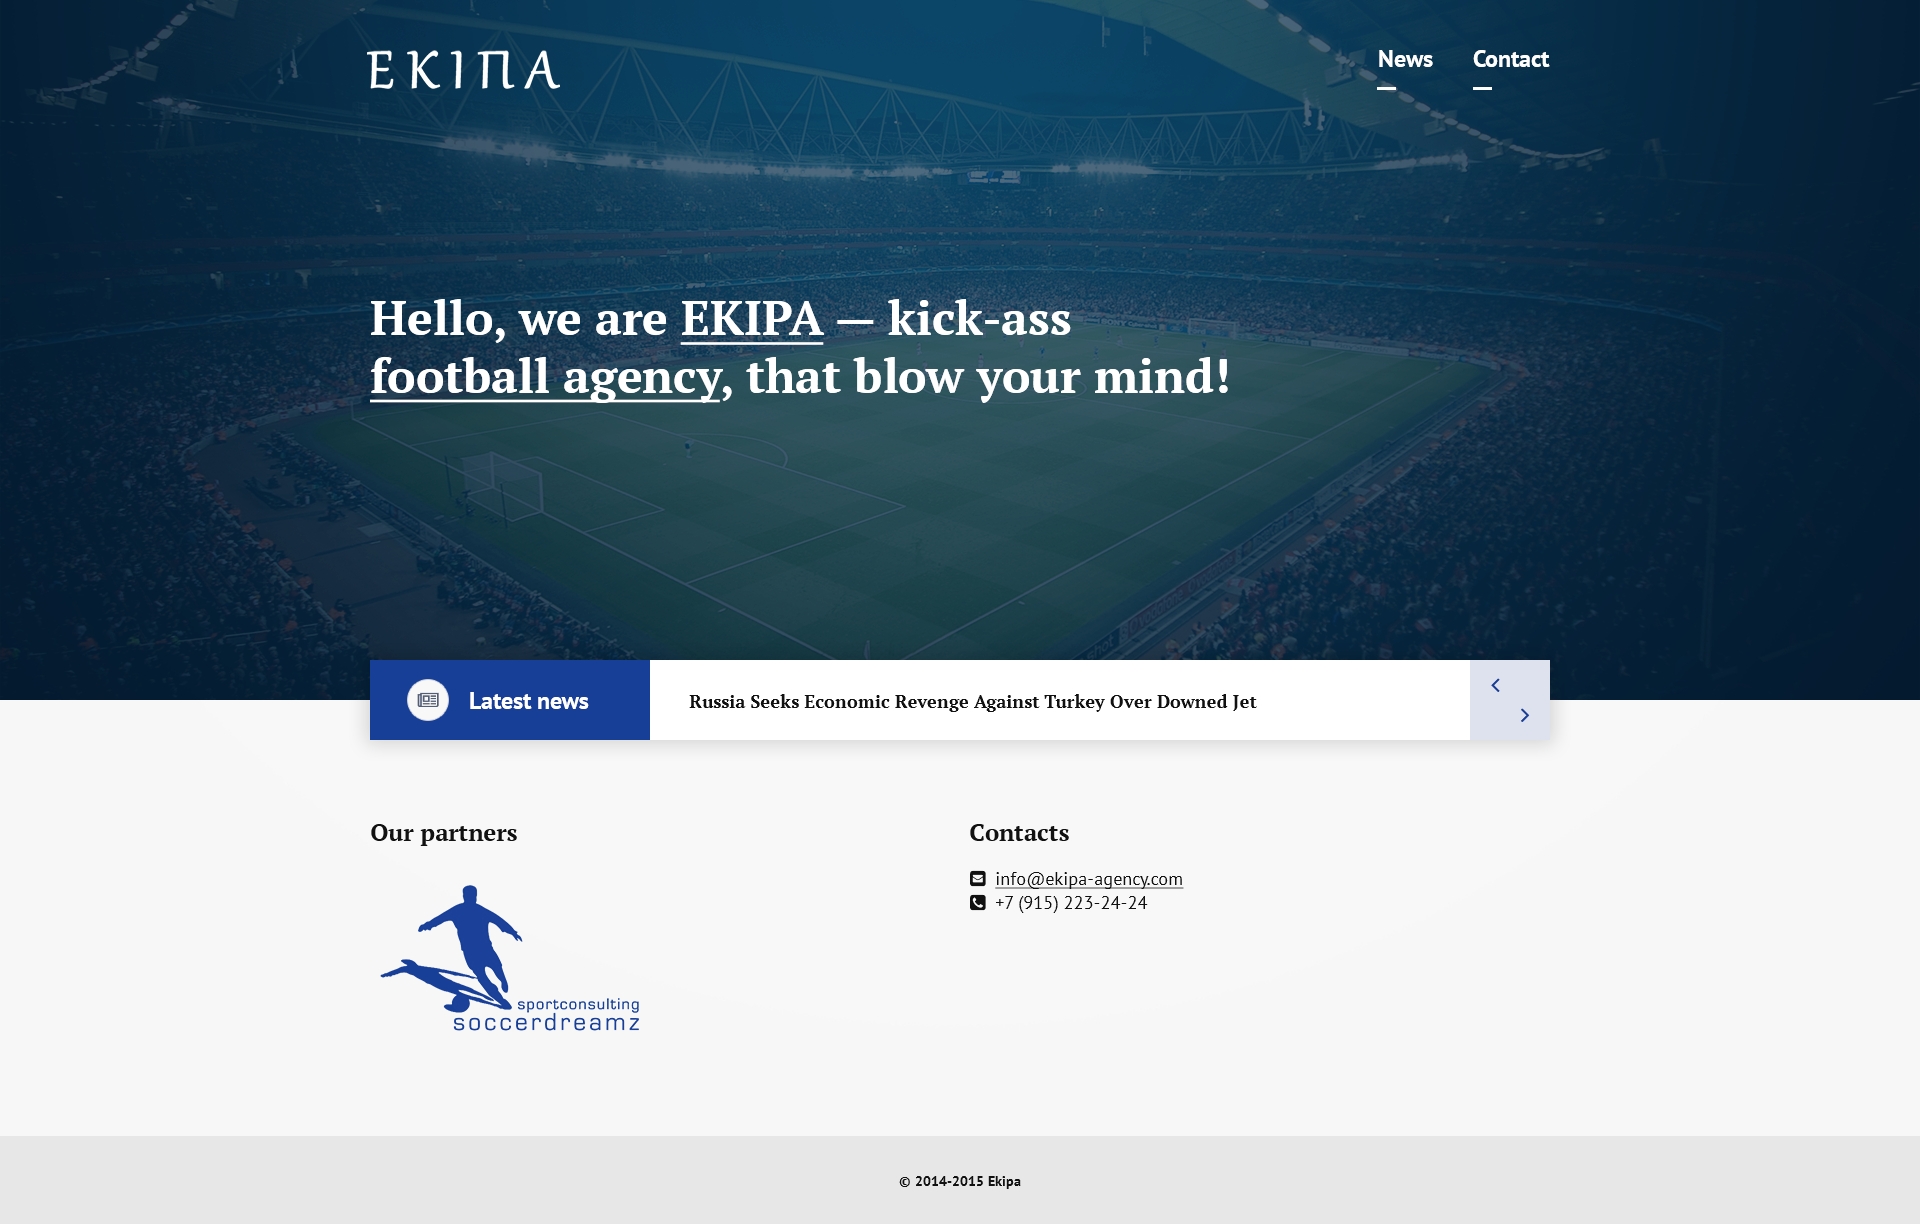 ЕКIПА
News
Contact
Hello, we are EKIPA — kick-ass
football agency, that blow your mind!
Latest news
Russia Seeks Economic Revenge Against Turkey Over Downed Jet
Our partners
Contacts
info@ekipa-agency.com
+7 (915) 223-24-24
sportconsulting
soccerdreamz
© 2014-2015 Ekipa